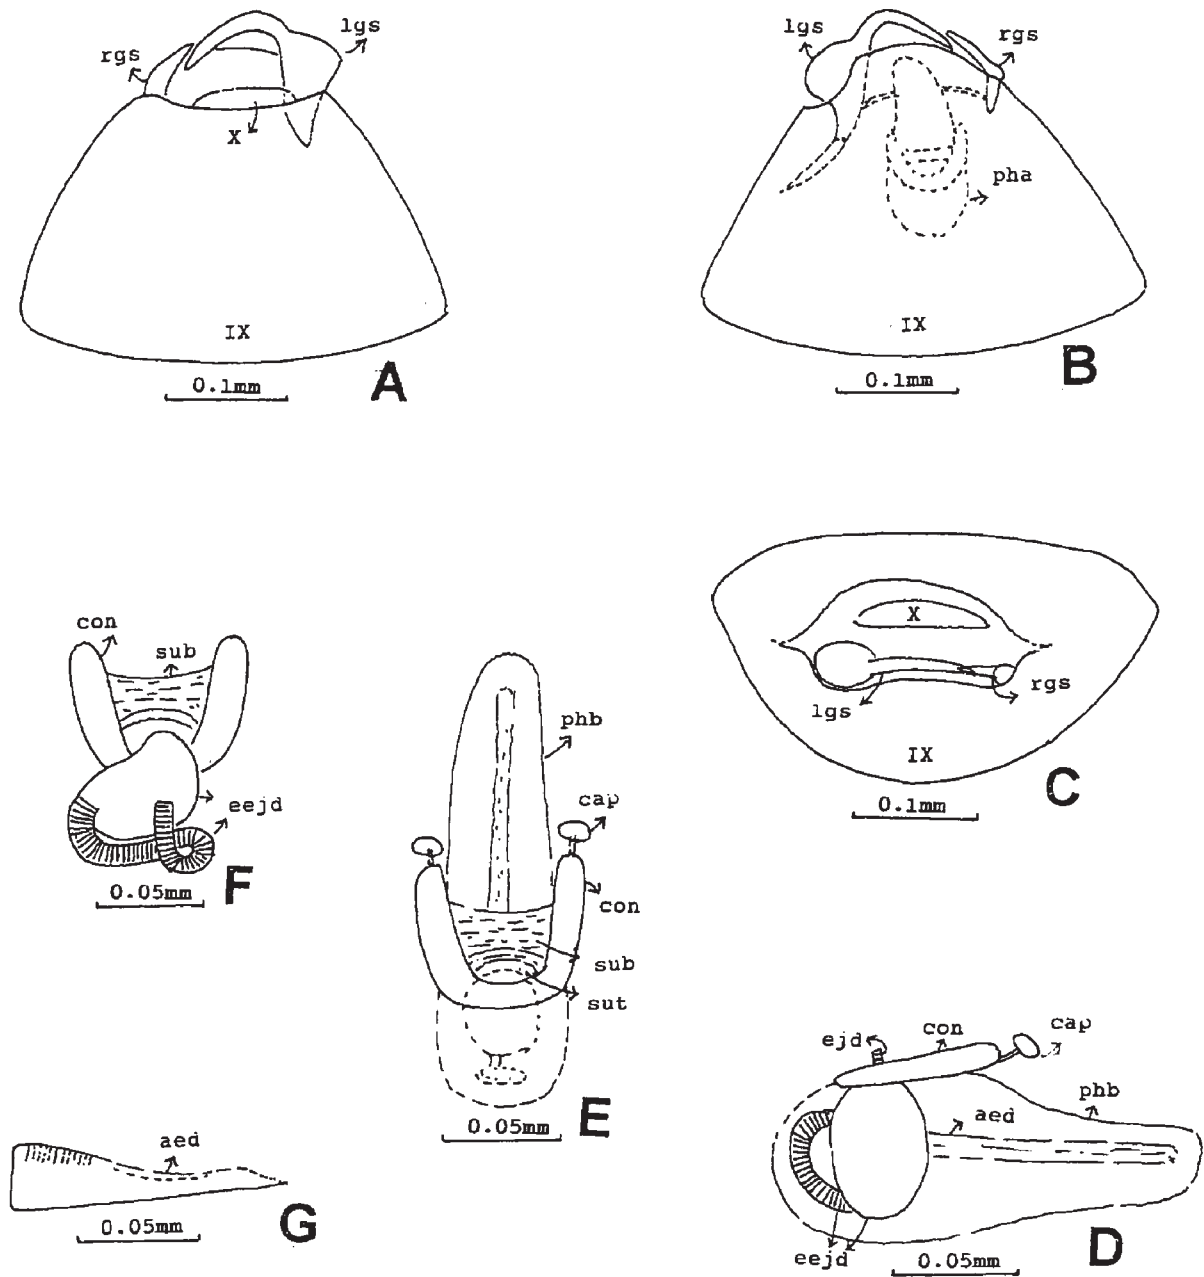 lgs
rgs
X
IX
A
0.1mm
lgs
rgs
pha
IX
B
0.1mm
X
rgs
lgs
IX
C
0.1mm
con
sub
eejd
F
0.05mm
phb
cap
con
sub
sut
E
0.05mm
ejd
con
cap
aed
phb
eejd
D
0.05mm
aed
G
0.05mm